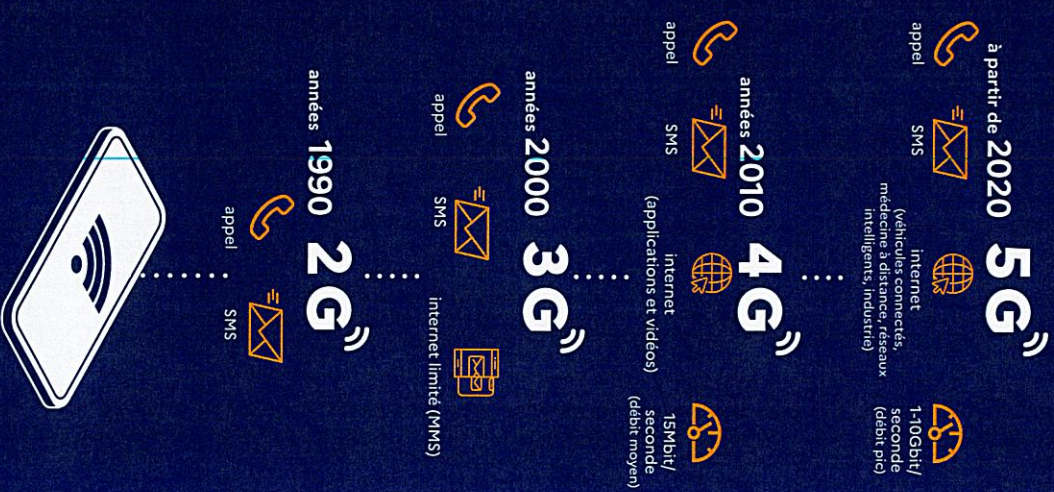 à partir de 2020 5G
appel
SMS
internet
(véhicules connectés,
médecine à distance, réseaux
intelligents, industrie)
1-10Gbit/
seconde
(débit pic)
années 2010 4G
appel
SMS
internet
(applications et vidéos)
15Mbit/
seconde
(débit moyen)
années 2000 3G
appel
SMS
internet limité (MMS)
années 1990 2G
appel
SMS